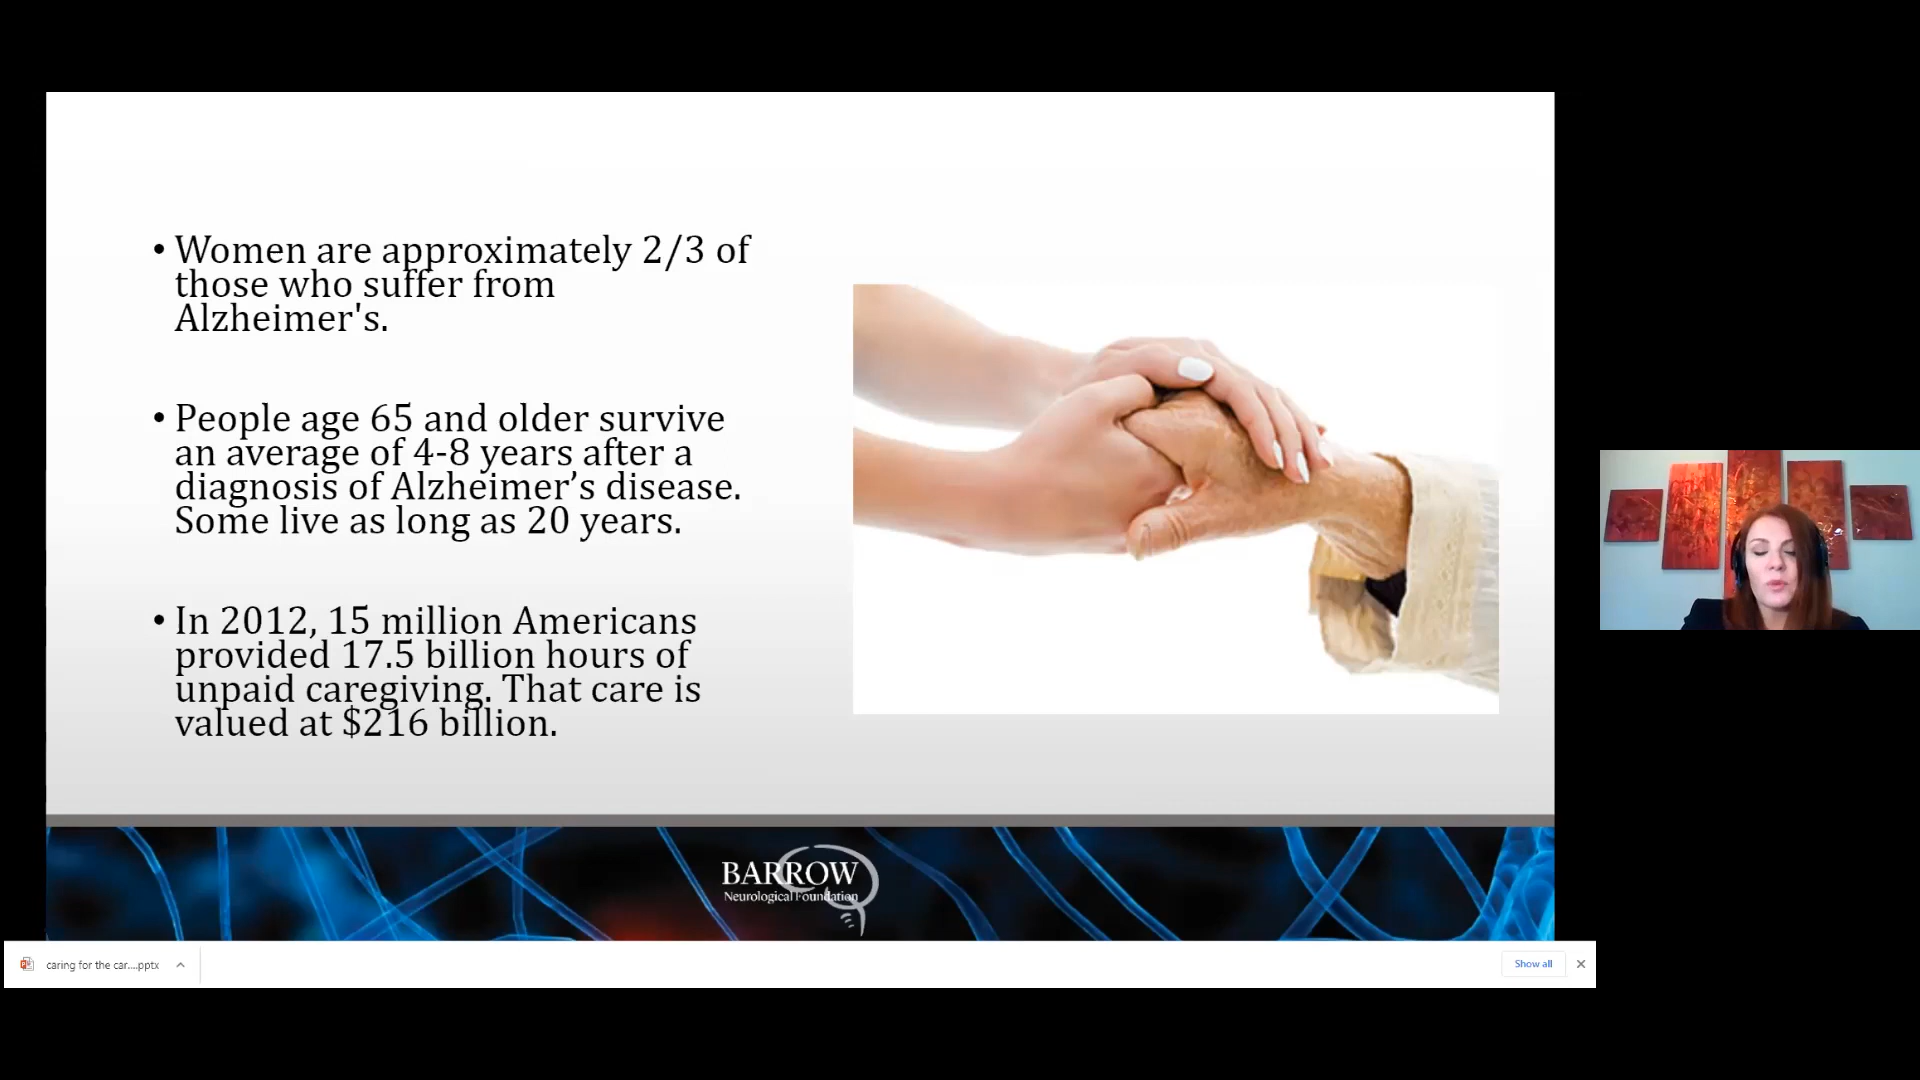 • Women are approximately 2/3 of
those who suffer from
Alzheimer's.
• People age 65 and older survive
an average of 4-8 years after a
diagnosis of Alzheimer’s disease.
Some live as long as 20 years.
• In 2012, 15 million Americans
provided 17.5 billion hours of
unpaid caregiving. That care is
valued at $216 billion.
BARROW
Neurological Foundation
caring for the car....pptx
Show all